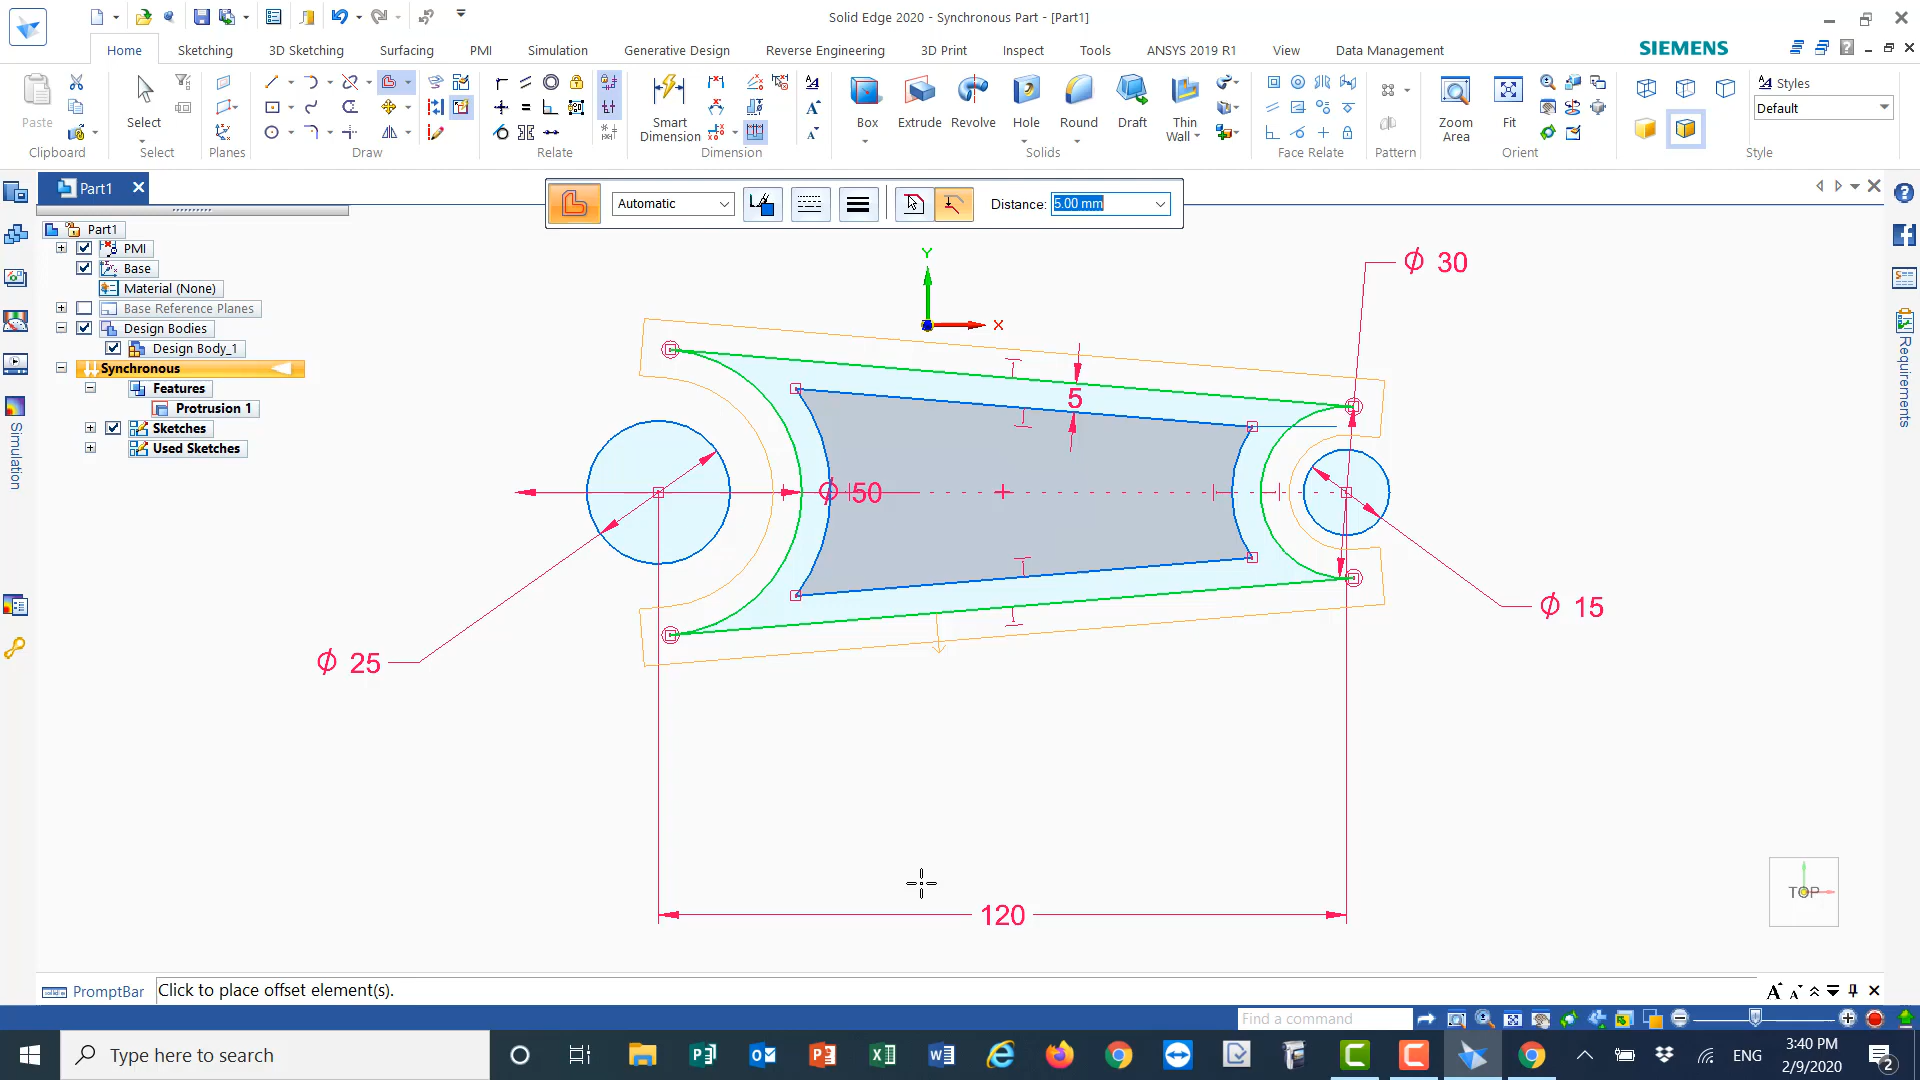 Solid Edge 2020 - Synchronous Part - [Part1]
Home Sketching 3D Sketching Surfacing PMI Simulation Generative Design Reverse Engineering 3D Print Inspect Tools ANSYS 2019 R1 View Data Management
SIEMENS
Paste
Select
Smart Dimension
Box
Extrude
Revolve
Hole
Round
Draft
Thin Wall
Zoom Area
Fit
Styles
Default
Clipboard Select Planes Draw Relate Dimension Solids Face Relate Pattern Orient Style
Part1
Automatic
Distance: 5.00 mm
Part1
PMI
Base
Material (None)
Base Reference Planes
Design Bodies
Design Body_1
Synchronous
Features
Protrusion 1
Sketches
Used Sketches
Simulation
Requirements
Y
X
Ø 30
5
Ø 50
Ø 15
Ø 25
120
TOP
PromptBar
Click to place offset element(s).
Find a command
Type here to search
ENG
3:40 PM
2/9/2020
2